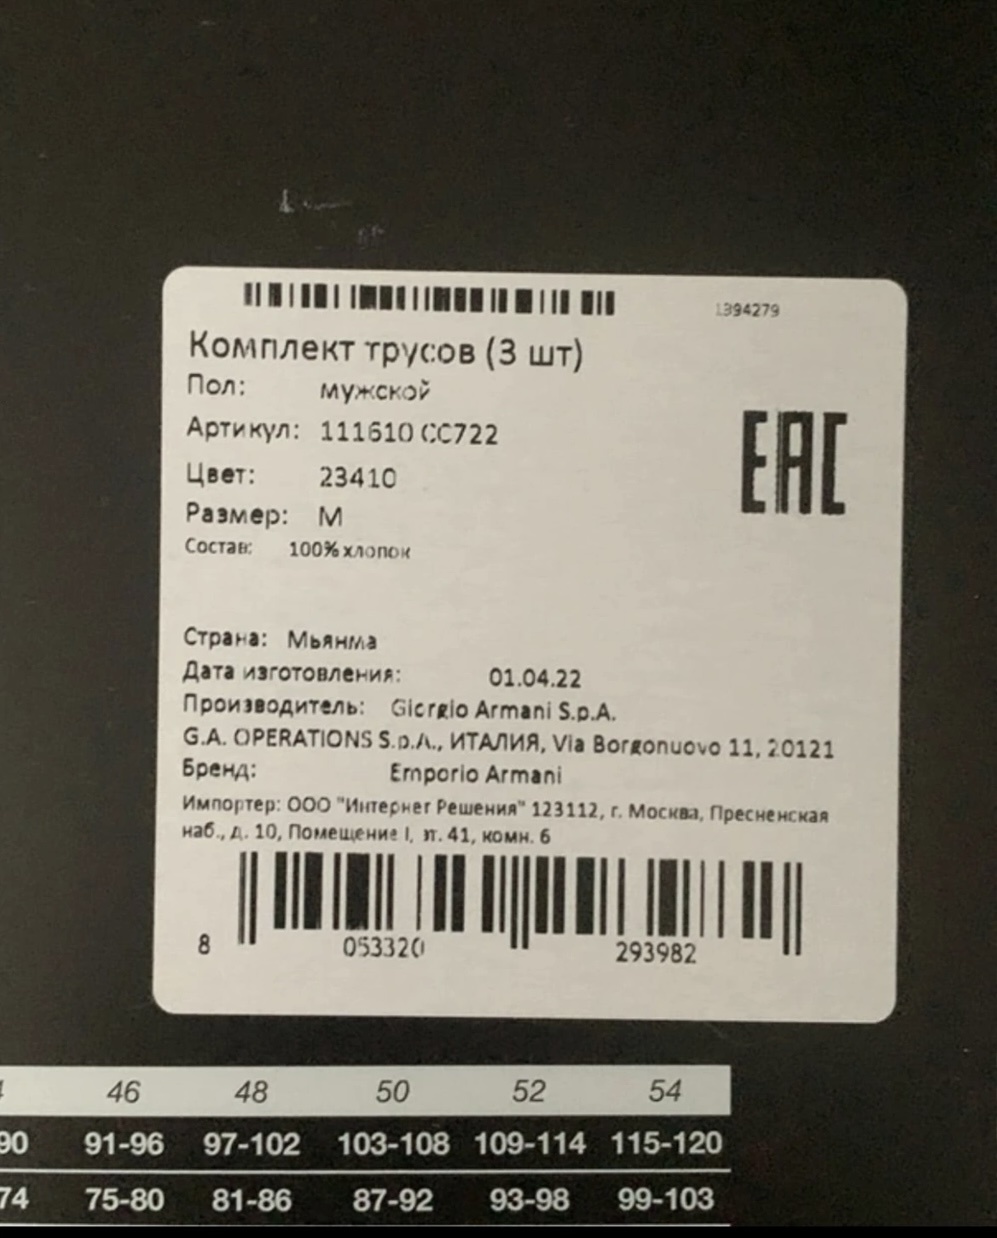 1394279
Комплект трусов (3 шт)
Пол: мужской
Артикул: 111610 CC722
Цвет: 23410
Размер: M
Состав: 100% хлопок
EAC
Страна: Мьянма
Дата изготовления: 01.04.22
Производитель: Giorgio Armani S.p.A.
G.A. OPERATIONS S.p.A., ИТАЛИЯ, Via Borgonuovo 11, 20121
Бренд: Emporio Armani
Импортер: ООО "Интернет Решения" 123112, г. Москва, Пресненская
наб., д. 10, Помещение I, эт. 41, комн. 6
8 053320 293982
46 48 50 52 54
90 91-96 97-102 103-108 109-114 115-120
74 75-80 81-86 87-92 93-98 99-103